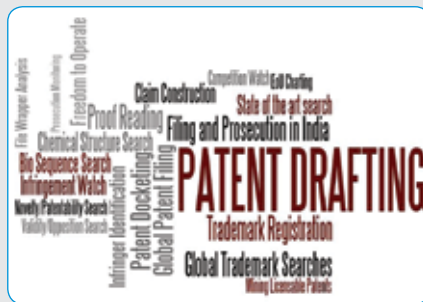 File Wrapper Analysis
Prosecution Monitoring
Freedom to Operate
Claim Construction
Competition Watch
EoU Charting
State of the art search
Proof Reading
Filing and Prosecution in India
Chemical Structure Search
Bio Sequence Search
Infringement Watch
Novelty Patentability Search
Validity/Opposition Search
Infringer Identification
Patent Docketing
Global Patent Filing
PATENT DRAFTING
Trademark Registration
Global Trademark Searches
Mining Licensable Patents